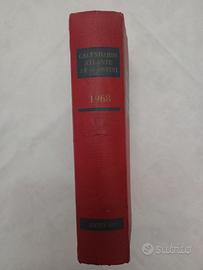 CALENDARIO
ATLANTE
DE AGOSTINI
1968
subito